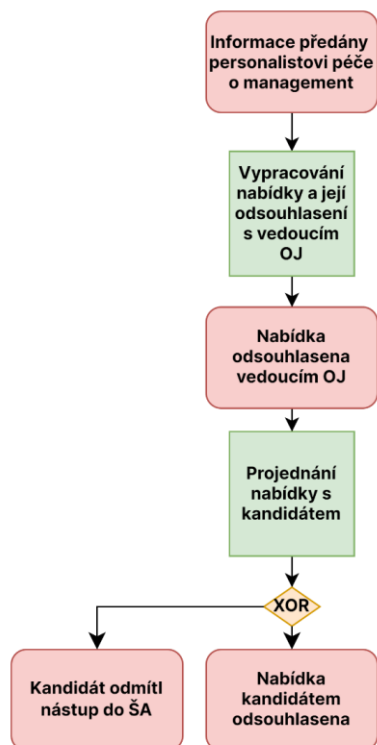 Informace předány
personalistovi péče
o management
Vypracování
nabídky a její
odsouhlasení
s vedoucím
OJ
Nabídka
odsouhlasena
vedoucím OJ
Projednání
nabídky s
kandidátem
XOR
Kandidát odmítl
nástup do ŠA
Nabídka
kandidátem
odsouhlasena